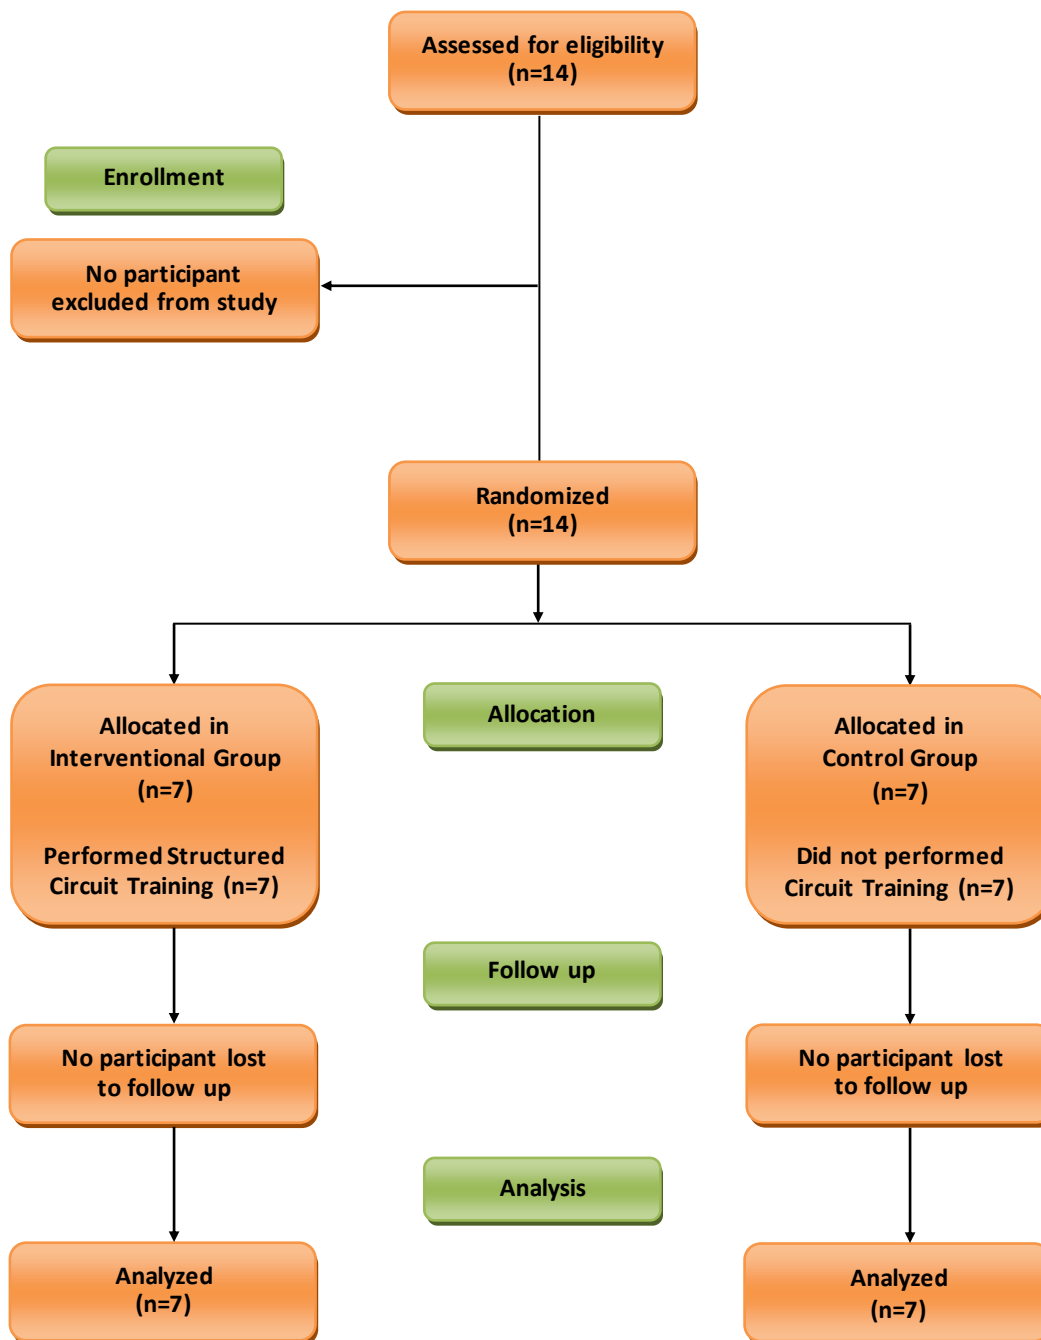 Assessed for eligibility
(n=14)
Enrollment
No participant
excluded from study
Randomized
(n=14)
Allocated in
Interventional Group
(n=7)
Performed Structured
Circuit Training (n=7)
Allocation
Allocated in
Control Group
(n=7)
Did not performed
Circuit Training (n=7)
Follow up
No participant lost
to follow up
No participant lost
to follow up
Analysis
Analyzed
(n=7)
Analyzed
(n=7)